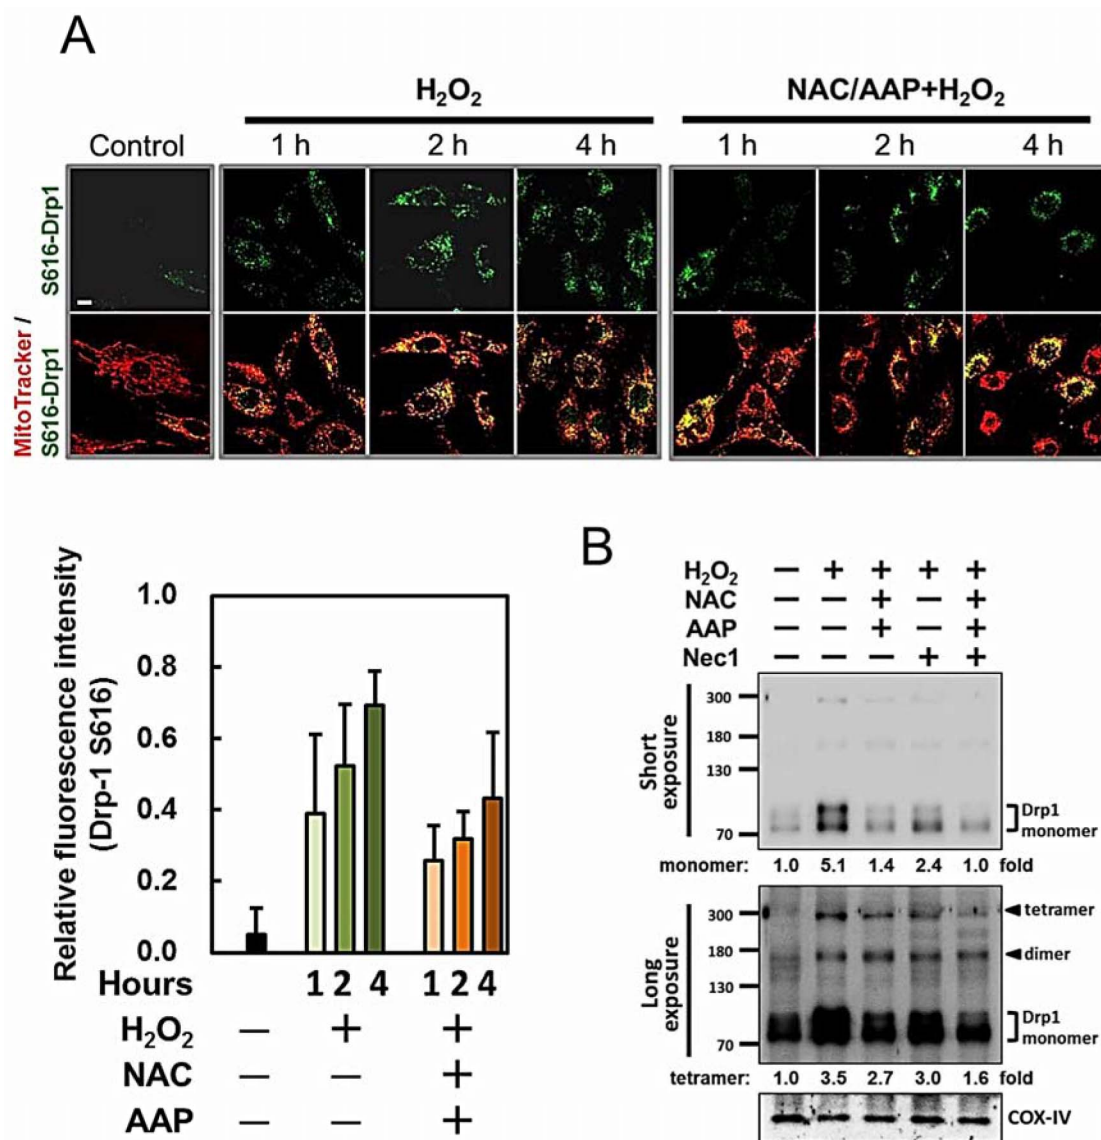 A
H₂O₂ NAC/AAP+H₂O₂
Control 1 h 2 h 4 h 1 h 2 h 4 h
S616-Drp1
MitoTracker /
S616-Drp1
Relative fluorescence intensity
(Drp-1 S616)
1.0
0.8
0.6
0.4
0.2
0.0
Hours 1 2 4 1 2 4
H₂O₂ − + +
NAC − − +
AAP − − +
B
H₂O₂ − + + + +
NAC − − + − +
AAP − − + − +
Nec1 − − − + +
Short
exposure
300
180
130
70
Drp1
monomer
monomer: 1.0 5.1 1.4 2.4 1.0 fold
Long
exposure
300
180
130
70
tetramer
dimer
Drp1
monomer
tetramer: 1.0 3.5 2.7 3.0 1.6 fold
COX-IV